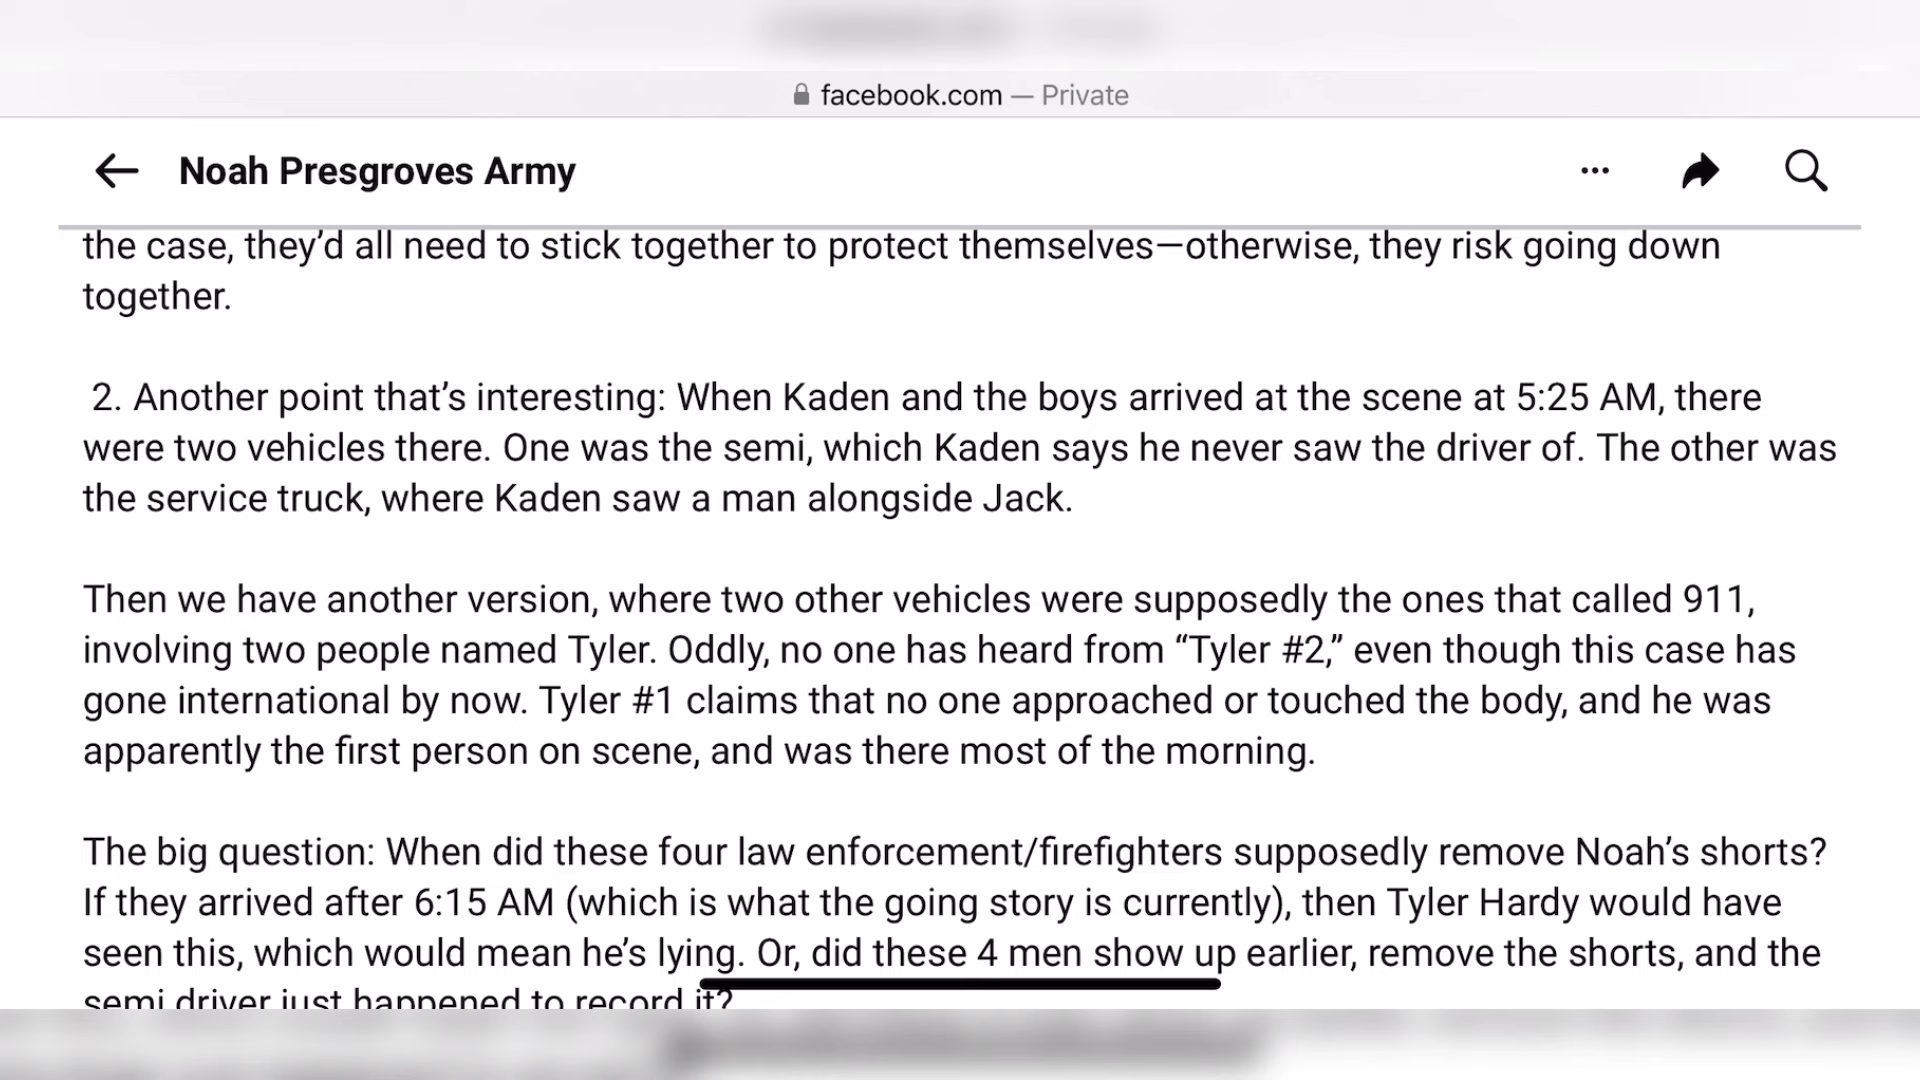 facebook.com — Private
Noah Presgroves Army
the case, they’d all need to stick together to protect themselves—otherwise, they risk going down
together.
2. Another point that’s interesting: When Kaden and the boys arrived at the scene at 5:25 AM, there
were two vehicles there. One was the semi, which Kaden says he never saw the driver of. The other was
the service truck, where Kaden saw a man alongside Jack.
Then we have another version, where two other vehicles were supposedly the ones that called 911,
involving two people named Tyler. Oddly, no one has heard from “Tyler #2,” even though this case has
gone international by now. Tyler #1 claims that no one approached or touched the body, and he was
apparently the first person on scene, and was there most of the morning.
The big question: When did these four law enforcement/firefighters supposedly remove Noah’s shorts?
If they arrived after 6:15 AM (which is what the going story is currently), then Tyler Hardy would have
seen this, which would mean he’s lying. Or, did these 4 men show up earlier, remove the shorts, and the
semi driver just happened to record it?